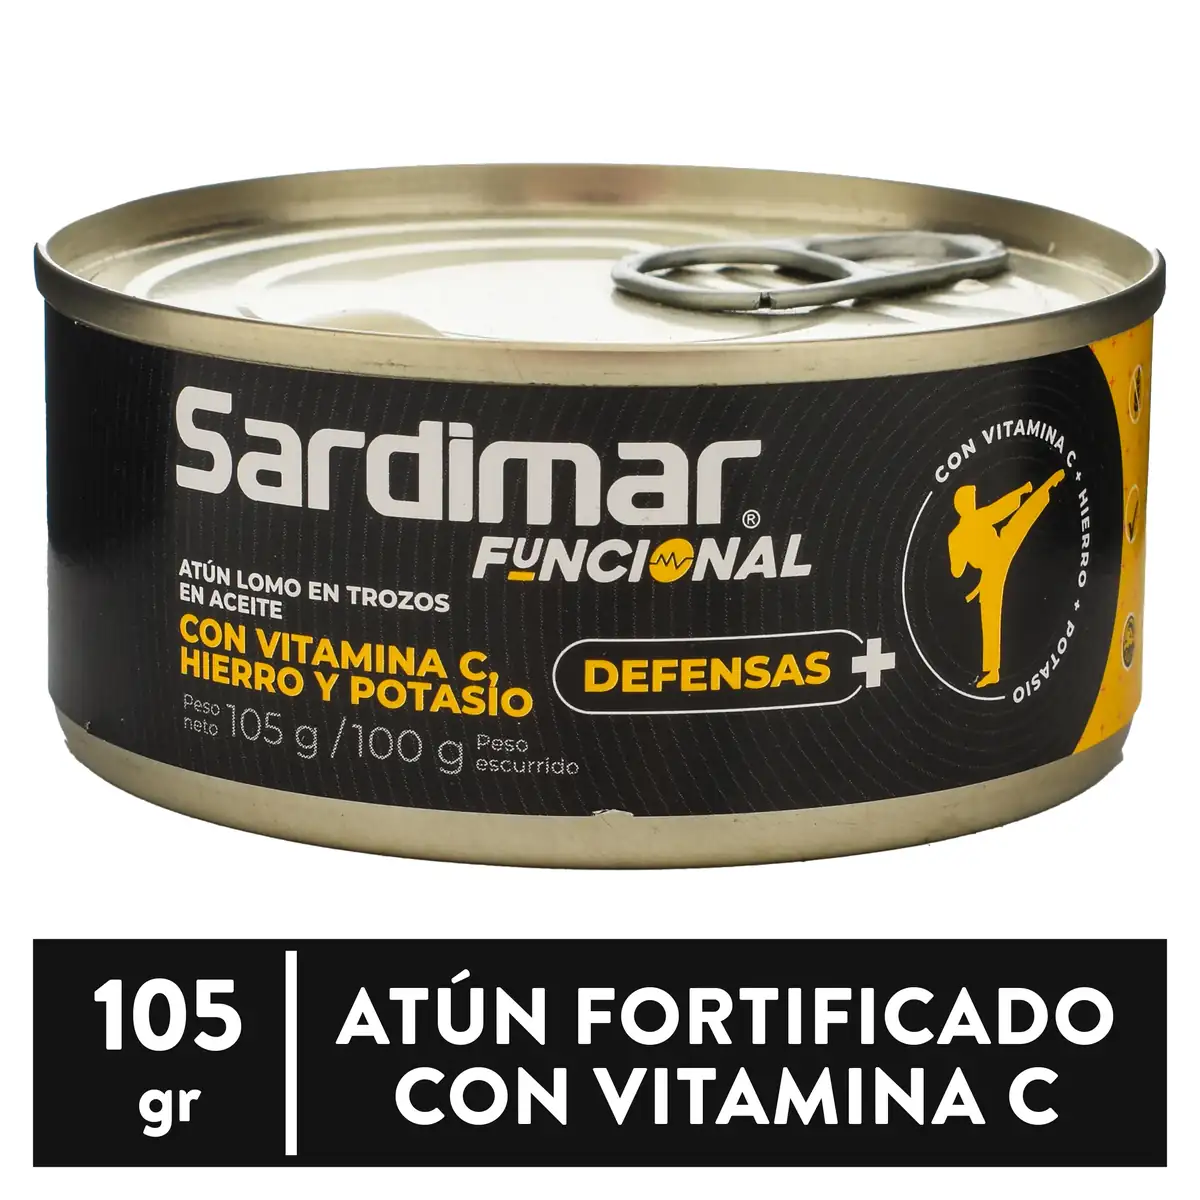 Sardimar®
FUNCIONAL
ATÚN LOMO EN TROZOS
EN ACEITE
CON VITAMINA C,
HIERRO Y POTASIO
Peso neto 105 g / 100 g Peso escurrido
DEFENSAS +
CON VITAMINA C + HIERRO + POTASIO
105
gr
ATÚN FORTIFICADO
CON VITAMINA C